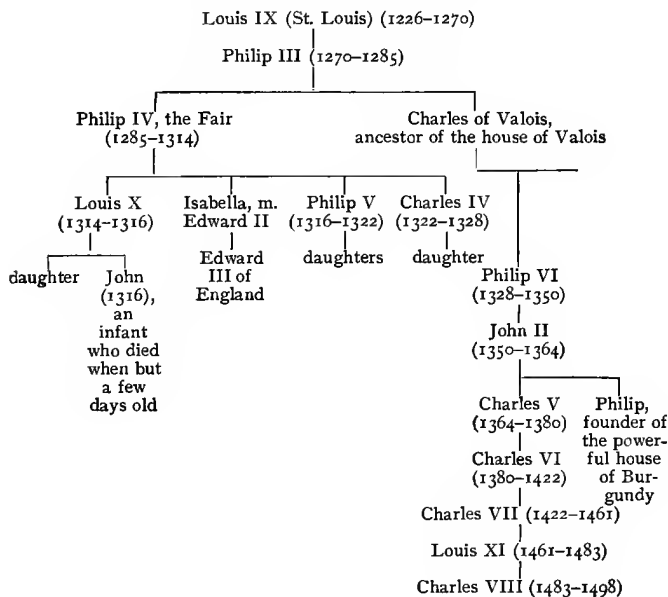 Louis IX (St. Louis) (1226–1270)
Philip III (1270–1285)
Philip IV, the Fair
(1285–1314)
Charles of Valois,
ancestor of the house of Valois
Louis X
(1314–1316)
Isabella, m.
Edward II
Philip V
(1316–1322)
Charles IV
(1322–1328)
daughter
John
(1316),
an
infant
who died
when but
a few
days old
Edward
III of
England
daughters
daughter
Philip VI
(1328–1350)
John II
(1350–1364)
Charles V
(1364–1380)
Philip,
founder of
the power-
ful house
of Bur-
gundy
Charles VI
(1380–1422)
Charles VII (1422–1461)
Louis XI (1461–1483)
Charles VIII (1483–1498)